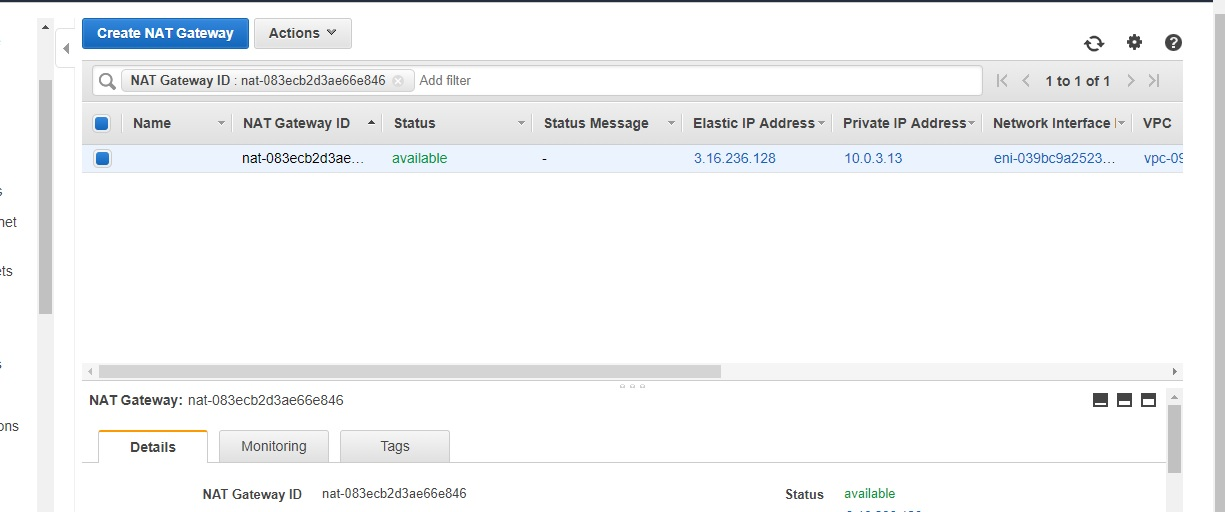 Create NAT Gateway Actions
NAT Gateway ID : nat-083ecb2d3ae66e846 Add filter 1 to 1 of 1
Name NAT Gateway ID Status Status Message Elastic IP Address Private IP Address Network Interface VPC
nat-083ecb2d3ae… available - 3.16.236.128 10.0.3.13 eni-039bc9a2523… vpc-09
net
ets
ons
NAT Gateway: nat-083ecb2d3ae66e846
Details Monitoring Tags
NAT Gateway ID nat-083ecb2d3ae66e846 Status available